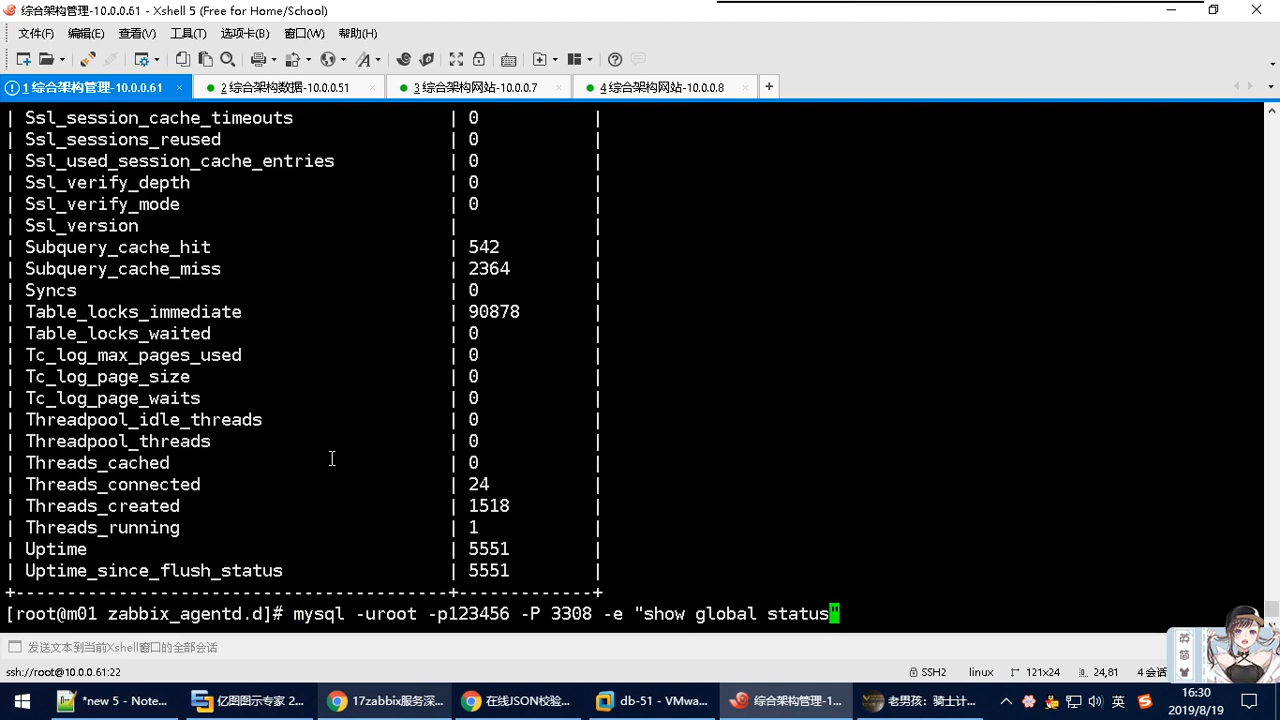 综合架构管理-10.0.0.61 - Xshell 5 (Free for Home/School)
文件(F) 编辑(E) 查看(V) 工具(T) 选项卡(B) 窗口(W) 帮助(H)
1 综合架构管理-10.0.0.61 2 综合架构数据-10.0.0.51 3 综合架构网站-10.0.0.7 4 综合架构网站-10.0.0.8
| Ssl_session_cache_timeouts | 0 |
| Ssl_sessions_reused | 0 |
| Ssl_used_session_cache_entries | 0 |
| Ssl_verify_depth | 0 |
| Ssl_verify_mode | 0 |
| Ssl_version | |
| Subquery_cache_hit | 542 |
| Subquery_cache_miss | 2364 |
| Syncs | 0 |
| Table_locks_immediate | 90878 |
| Table_locks_waited | 0 |
| Tc_log_max_pages_used | 0 |
| Tc_log_page_size | 0 |
| Tc_log_page_waits | 0 |
| Threadpool_idle_threads | 0 |
| Threadpool_threads | 0 |
| Threads_cached | 0 |
| Threads_connected | 24 |
| Threads_created | 1518 |
| Threads_running | 1 |
| Uptime | 5551 |
| Uptime_since_flush_status | 5551 |
+------------------------------------------+-------------+
[root@m01 zabbix_agentd.d]# mysql -uroot -p123456 -P 3308 -e "show global status"
发送文本到当前Xshell窗口的全部会话
英
简
ssh://root@10.0.0.61:22 SSH2 linux 121x24 24,81 4 会话
*new 5 - Note... 亿图图示专家 2... 17zabbix服务深... 在线JSON校验... db-51 - VMwa... 综合架构管理-1... 老男孩：骑士计... 英 16:30
2019/8/19